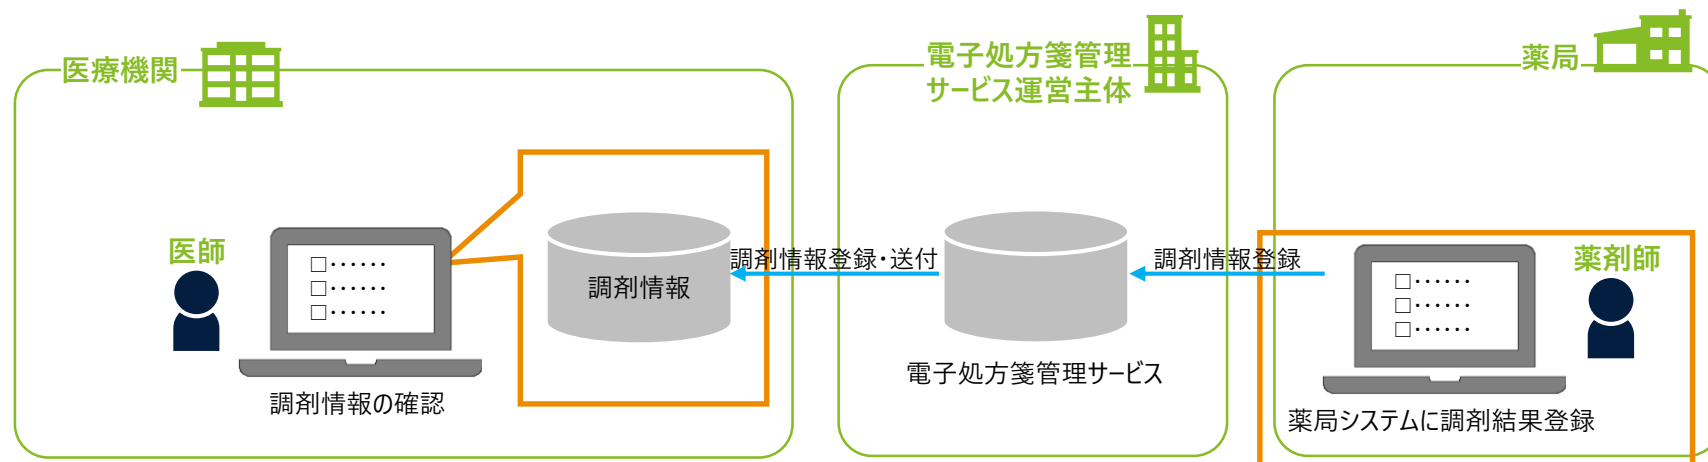 医療機関
電子処方箋管理
サービス運営主体
薬局
医師
□・・・・・・
□・・・・・・
□・・・・・・
調剤情報の確認
調剤情報
調剤情報登録・送付
電子処方箋管理サービス
調剤情報登録
薬剤師
□・・・・・・
□・・・・・・
□・・・・・・
薬局システムに調剤結果登録